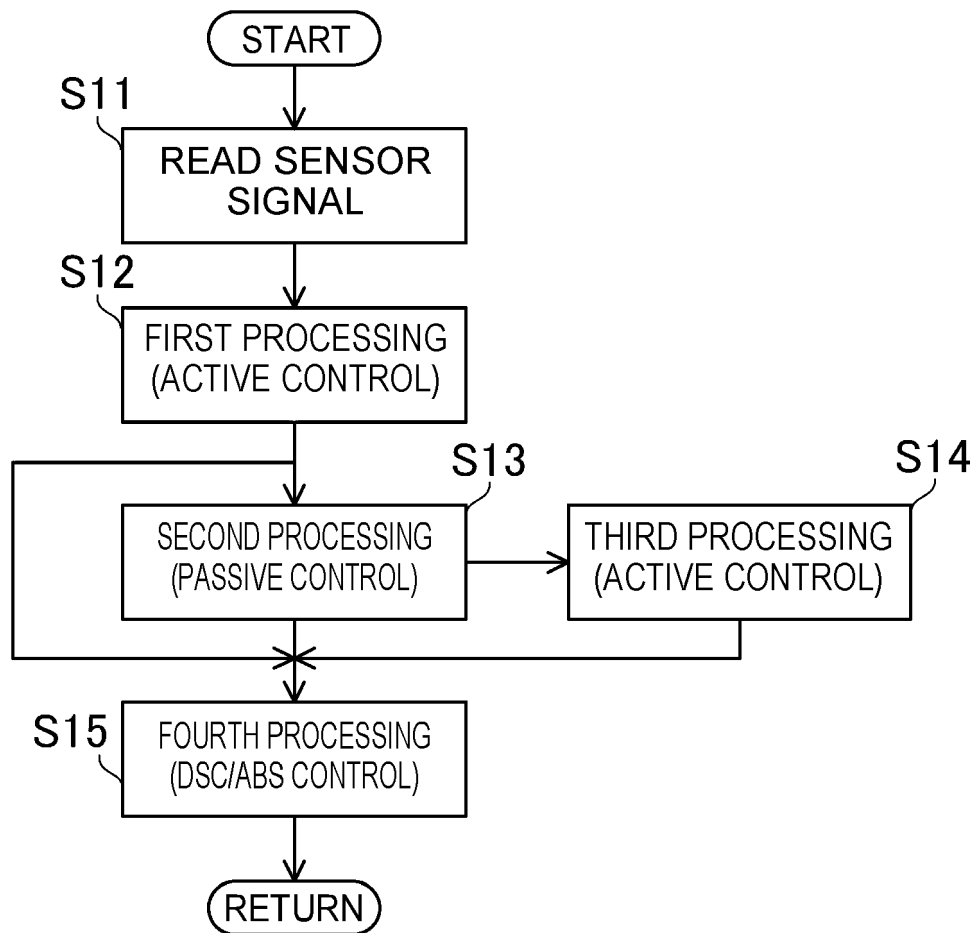 START
S11
READ SENSOR
SIGNAL
S12
FIRST PROCESSING
(ACTIVE CONTROL)
S13
SECOND PROCESSING
(PASSIVE CONTROL)
S14
THIRD PROCESSING
(ACTIVE CONTROL)
S15
FOURTH PROCESSING
(DSC/ABS CONTROL)
RETURN